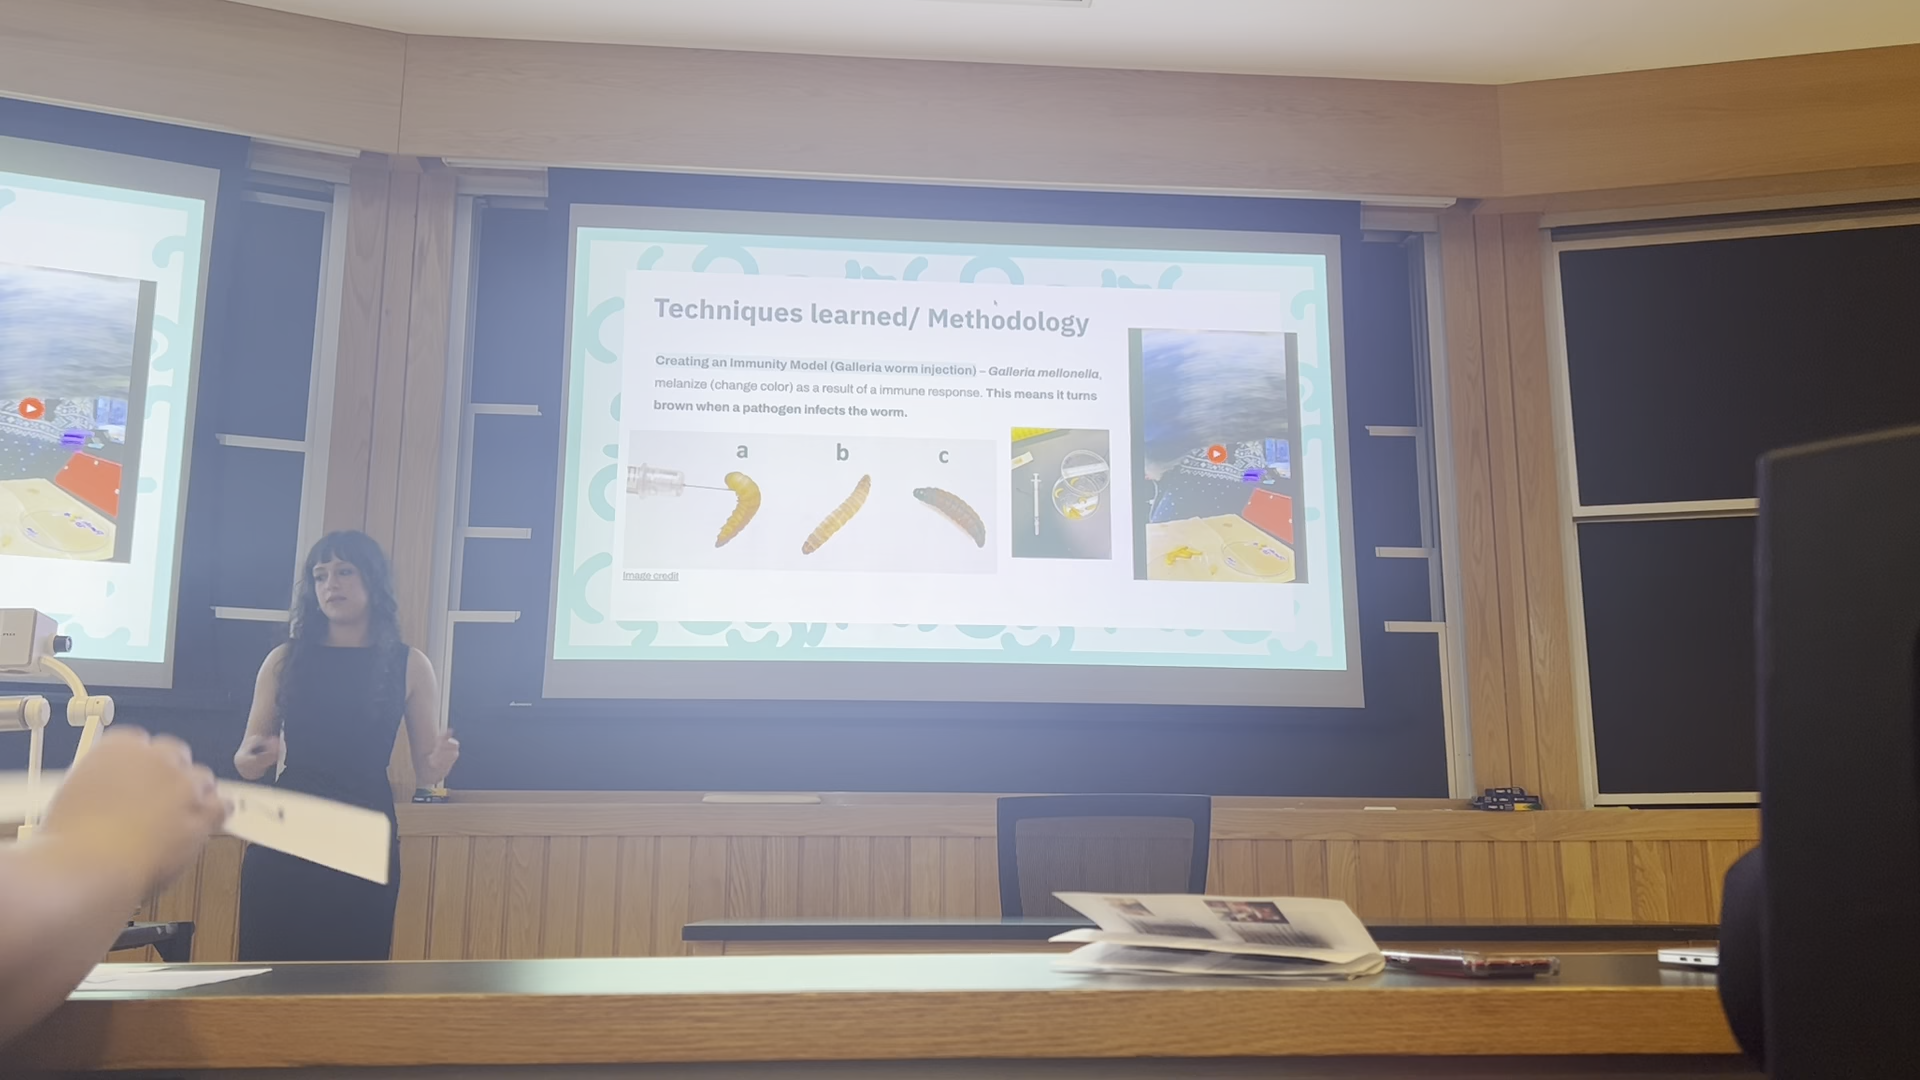 Techniques learned/ Methodology
Creating an Immunity Model (Galleria worm injection) – Galleria mellonella,
melanize (change color) as a result of a immune response. This means it turns
brown when a pathogen infects the worm.
a b c
Image credit